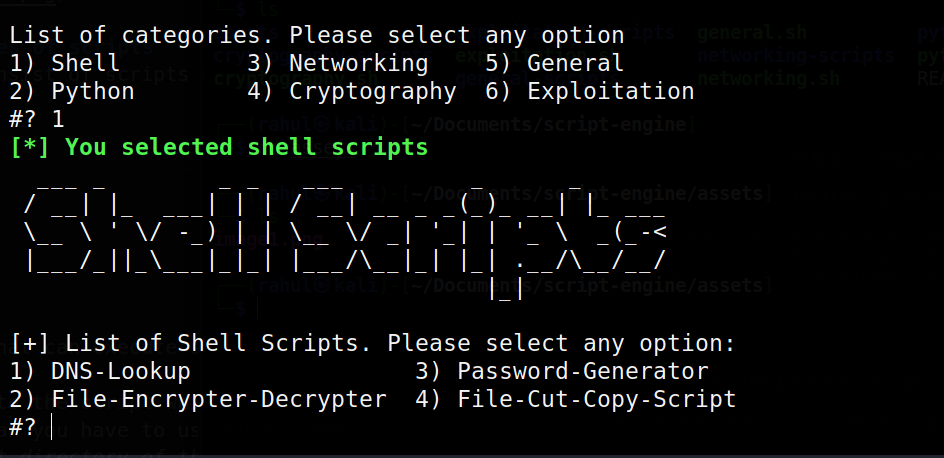 List of categories. Please select any option
1) Shell 3) Networking 5) General
2) Python 4) Cryptography 6) Exploitation
#? 1
[*] You selected shell scripts
ShellScripts
[+] List of Shell Scripts. Please select any option:
1) DNS-Lookup 3) Password-Generator
2) File-Encrypter-Decrypter 4) File-Cut-Copy-Script
#?